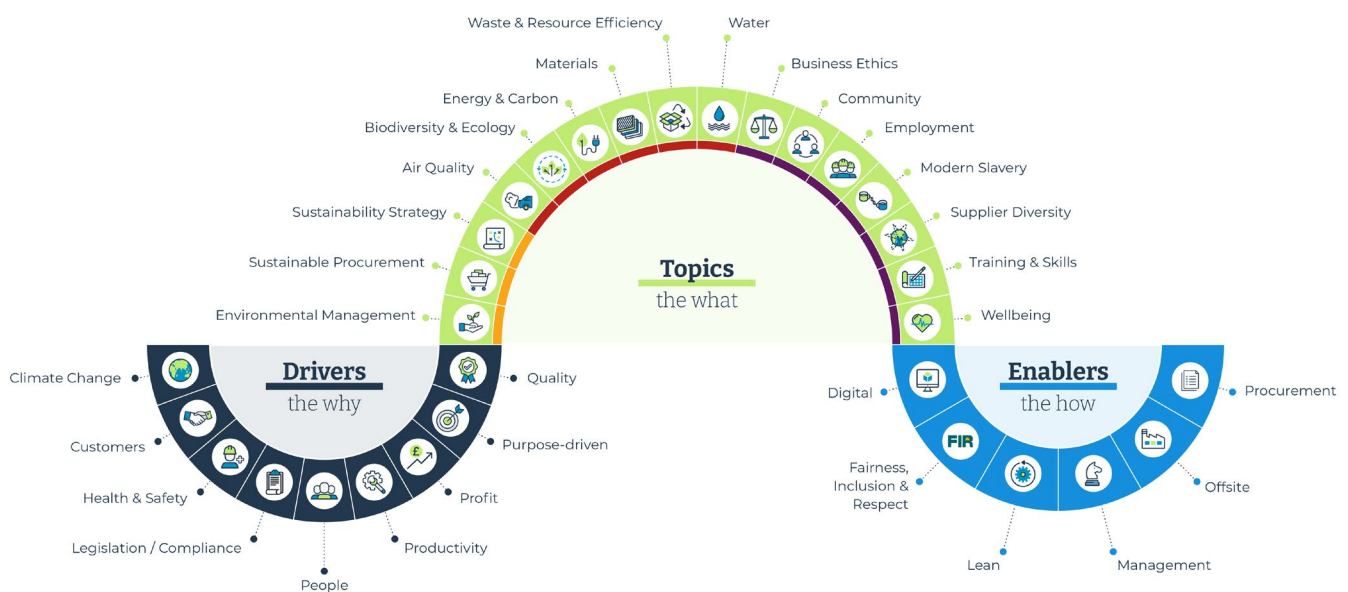 Waste & Resource Efficiency
Water
Materials
Business Ethics
Energy & Carbon
Community
Biodiversity & Ecology
Employment
Air Quality
Modern Slavery
Sustainability Strategy
Supplier Diversity
Sustainable Procurement
Training & Skills
Environmental Management
Wellbeing
Topics
the what
Drivers
the why
Climate Change
Customers
Health & Safety
Legislation / Compliance
People
Productivity
Profit
£
Purpose-driven
Quality
Enablers
the how
Digital
FIR
Fairness,
Inclusion &
Respect
Lean
Management
Offsite
Procurement